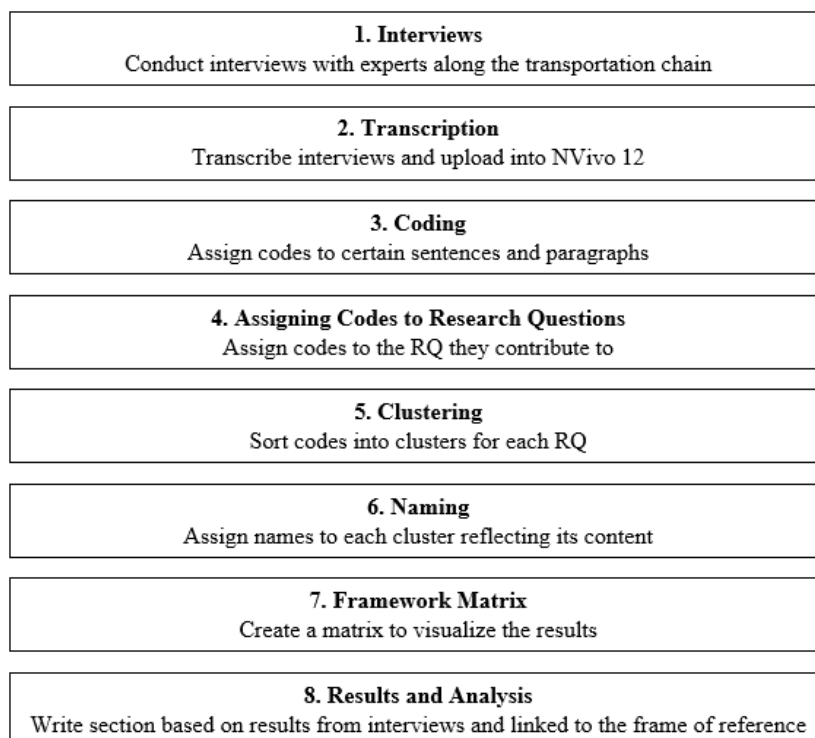 1. Interviews
Conduct interviews with experts along the transportation chain
2. Transcription
Transcribe interviews and upload into NVivo 12
3. Coding
Assign codes to certain sentences and paragraphs
4. Assigning Codes to Research Questions
Assign codes to the RQ they contribute to
5. Clustering
Sort codes into clusters for each RQ
6. Naming
Assign names to each cluster reflecting its content
7. Framework Matrix
Create a matrix to visualize the results
8. Results and Analysis
Write section based on results from interviews and linked to the frame of reference